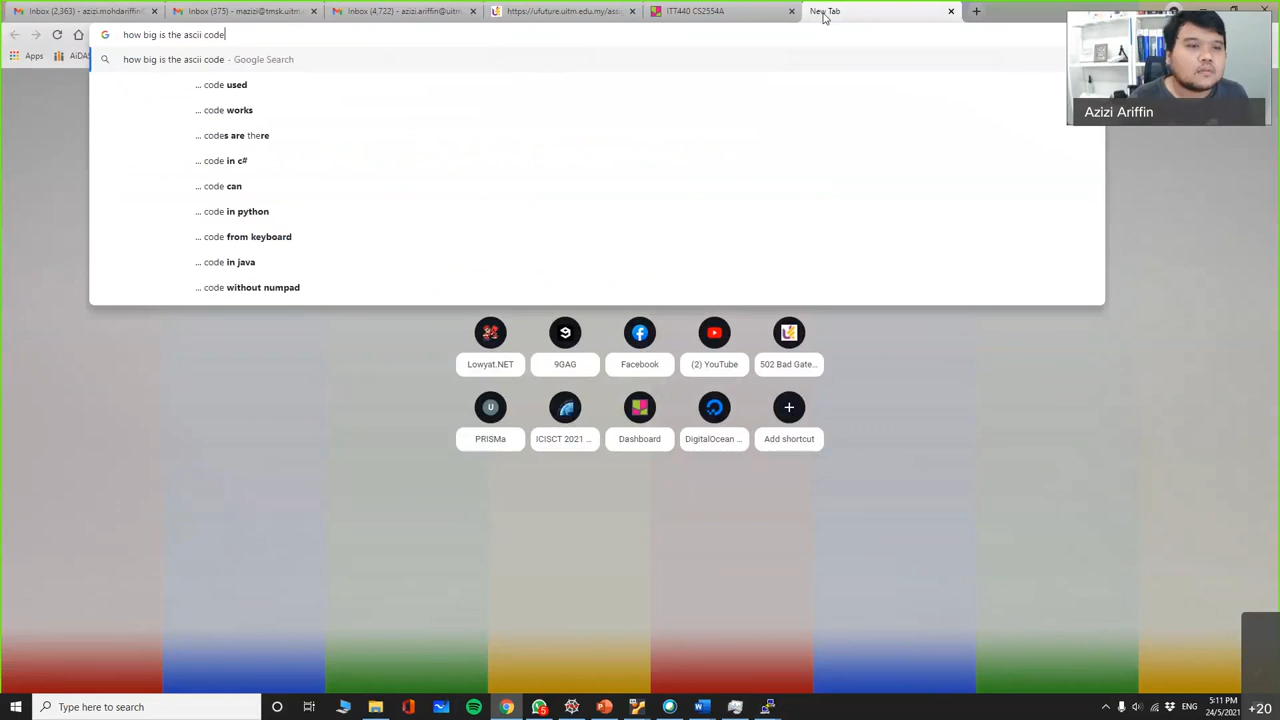 Inbox (2,363) - azizi.mohdariffin@
Inbox (375) - mazizi@tmsk.uitm.
Inbox (4,722) - azizi.ariffin@uitm
https://ufuture.uitm.edu.my/assi
ITT440 CS2554A
New Tab
how big is the ascii code
Apps
AiDAS
how big is the ascii code - Google Search
... code used
... code works
... codes are there
... code in c#
... code can
... code in python
... code from keyboard
... code in java
... code without numpad
Azizi Ariffin
Lowyat.NET
9GAG
Facebook
(2) YouTube
502 Bad Gate...
U
PRISMa
ICISCT 2021 ...
Dashboard
DigitalOcean ...
Add shortcut
Type here to search
5
ENG
5:11 PM
24/5/2021
+20